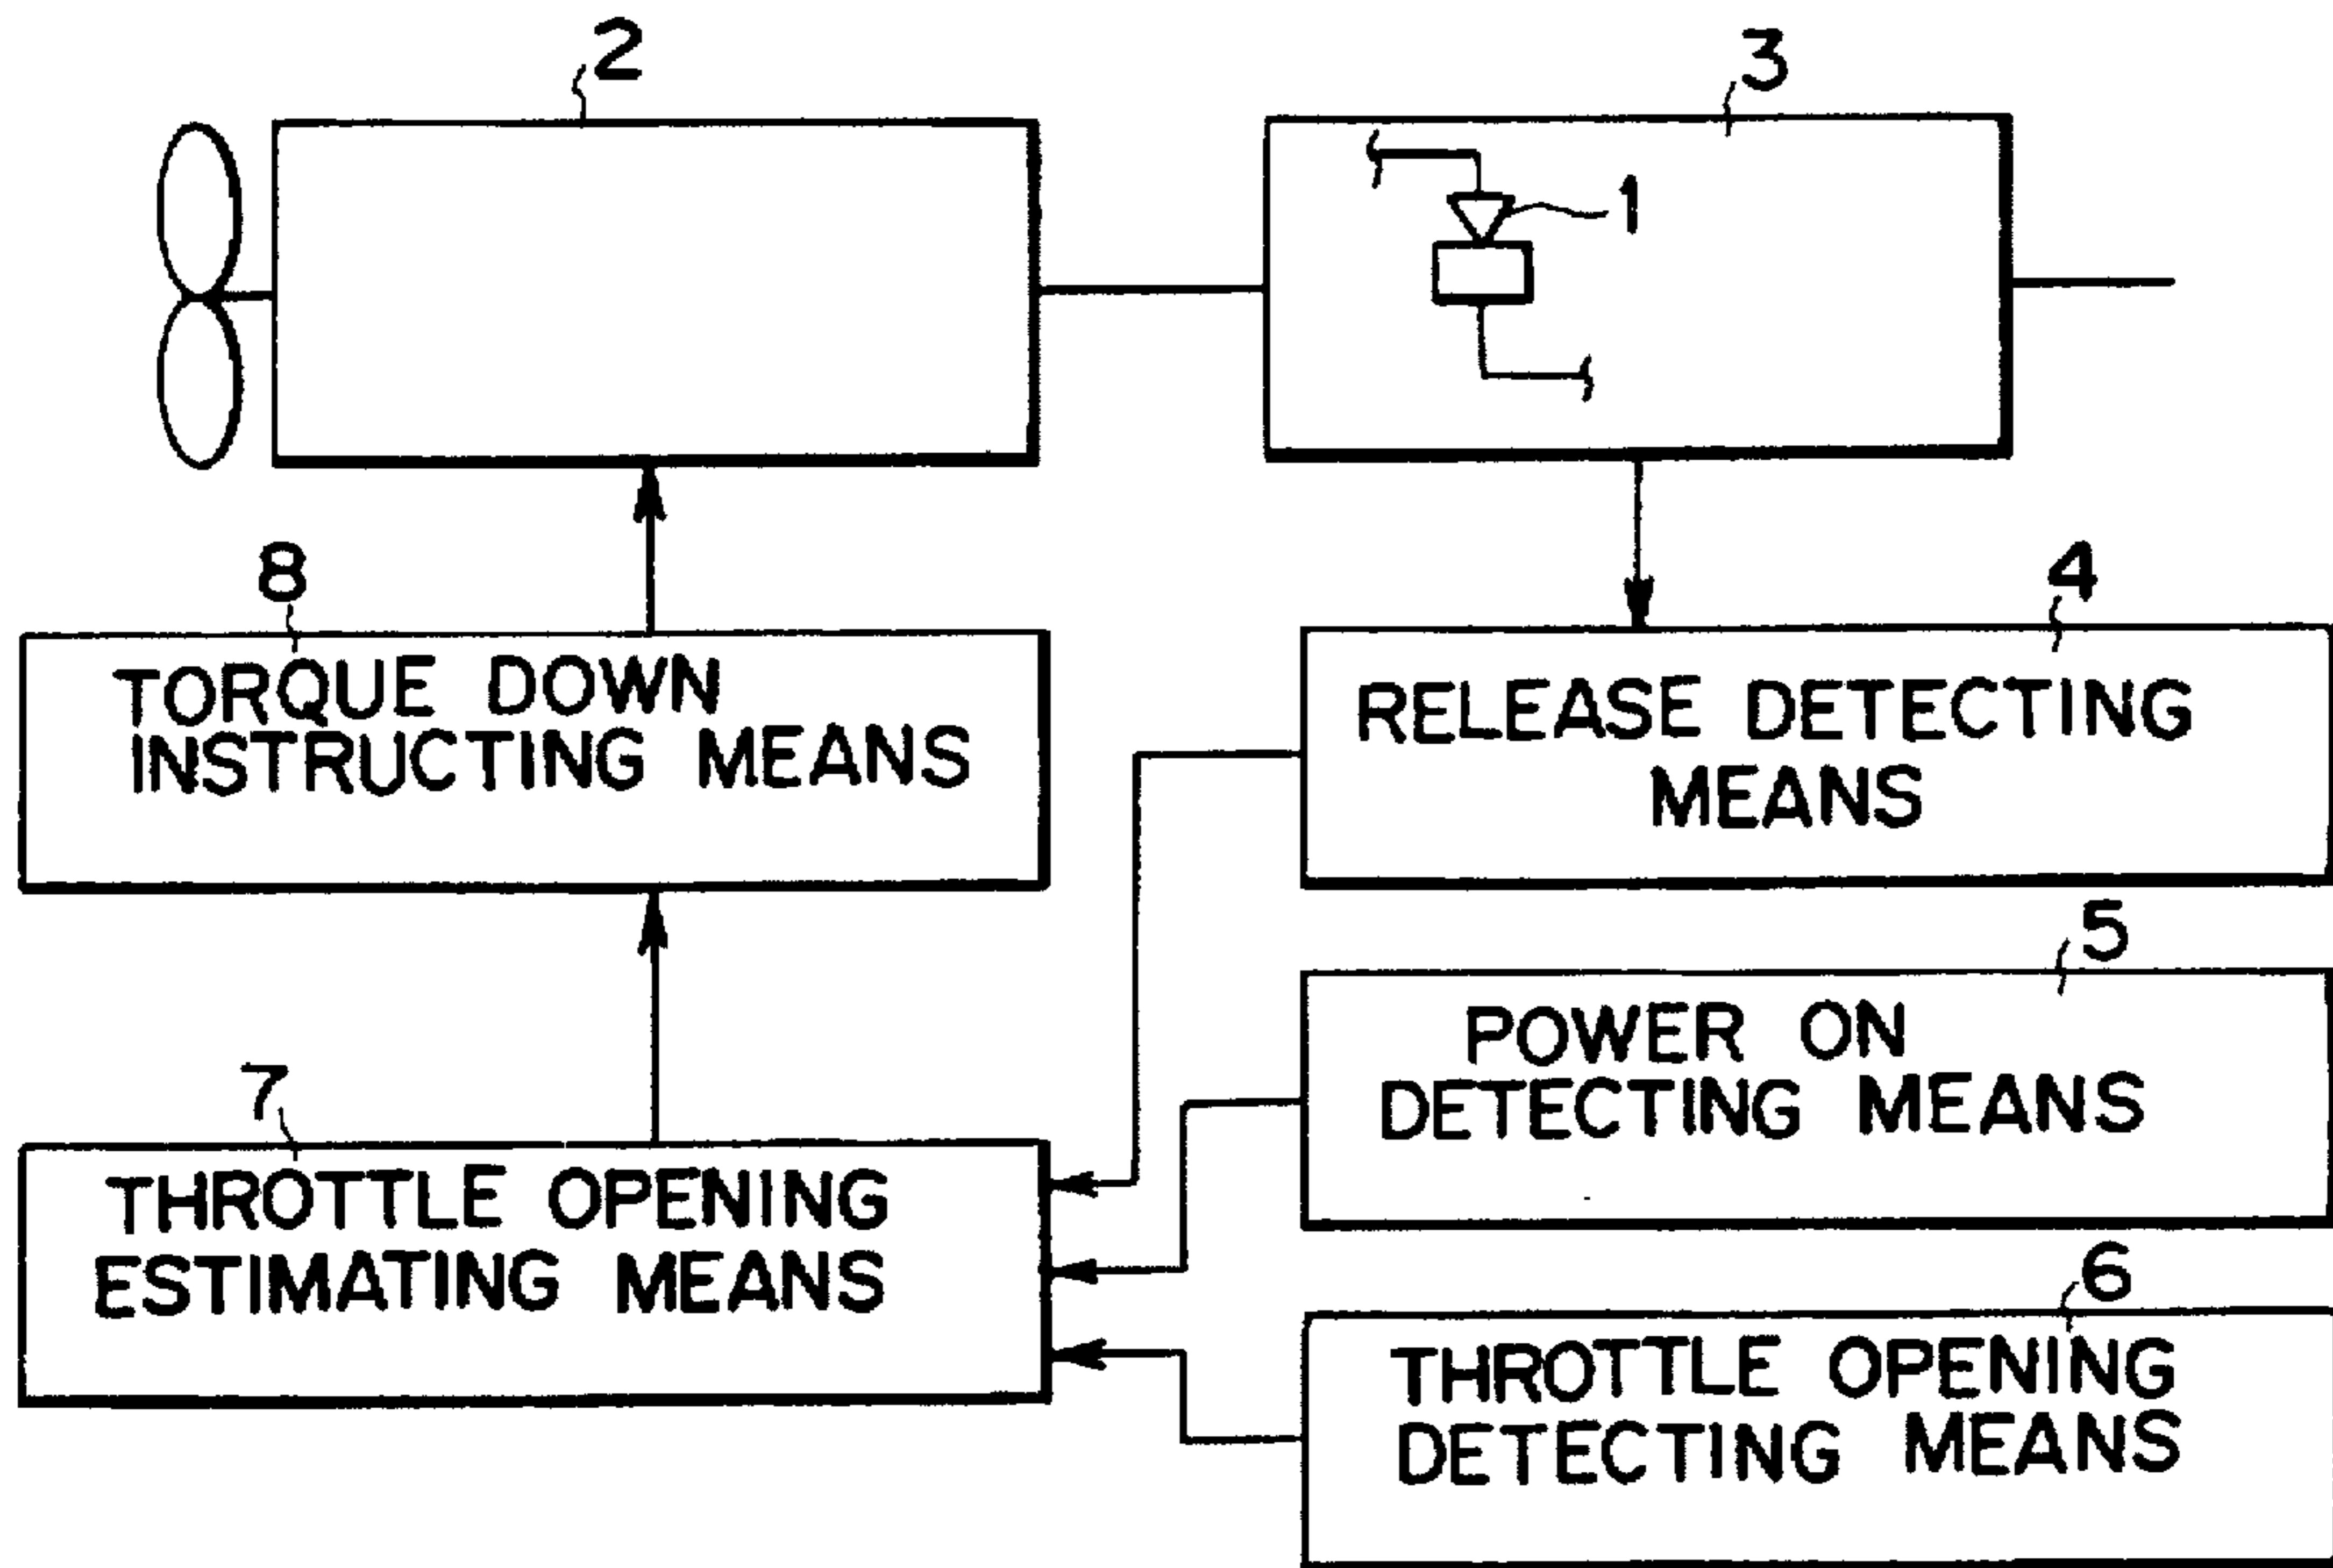 2
3
1
8
TORQUE DOWN
INSTRUCTING MEANS
4
RELEASE DETECTING
MEANS
5
POWER ON
DETECTING MEANS
7
THROTTLE OPENING
ESTIMATING MEANS
6
THROTTLE OPENING
DETECTING MEANS